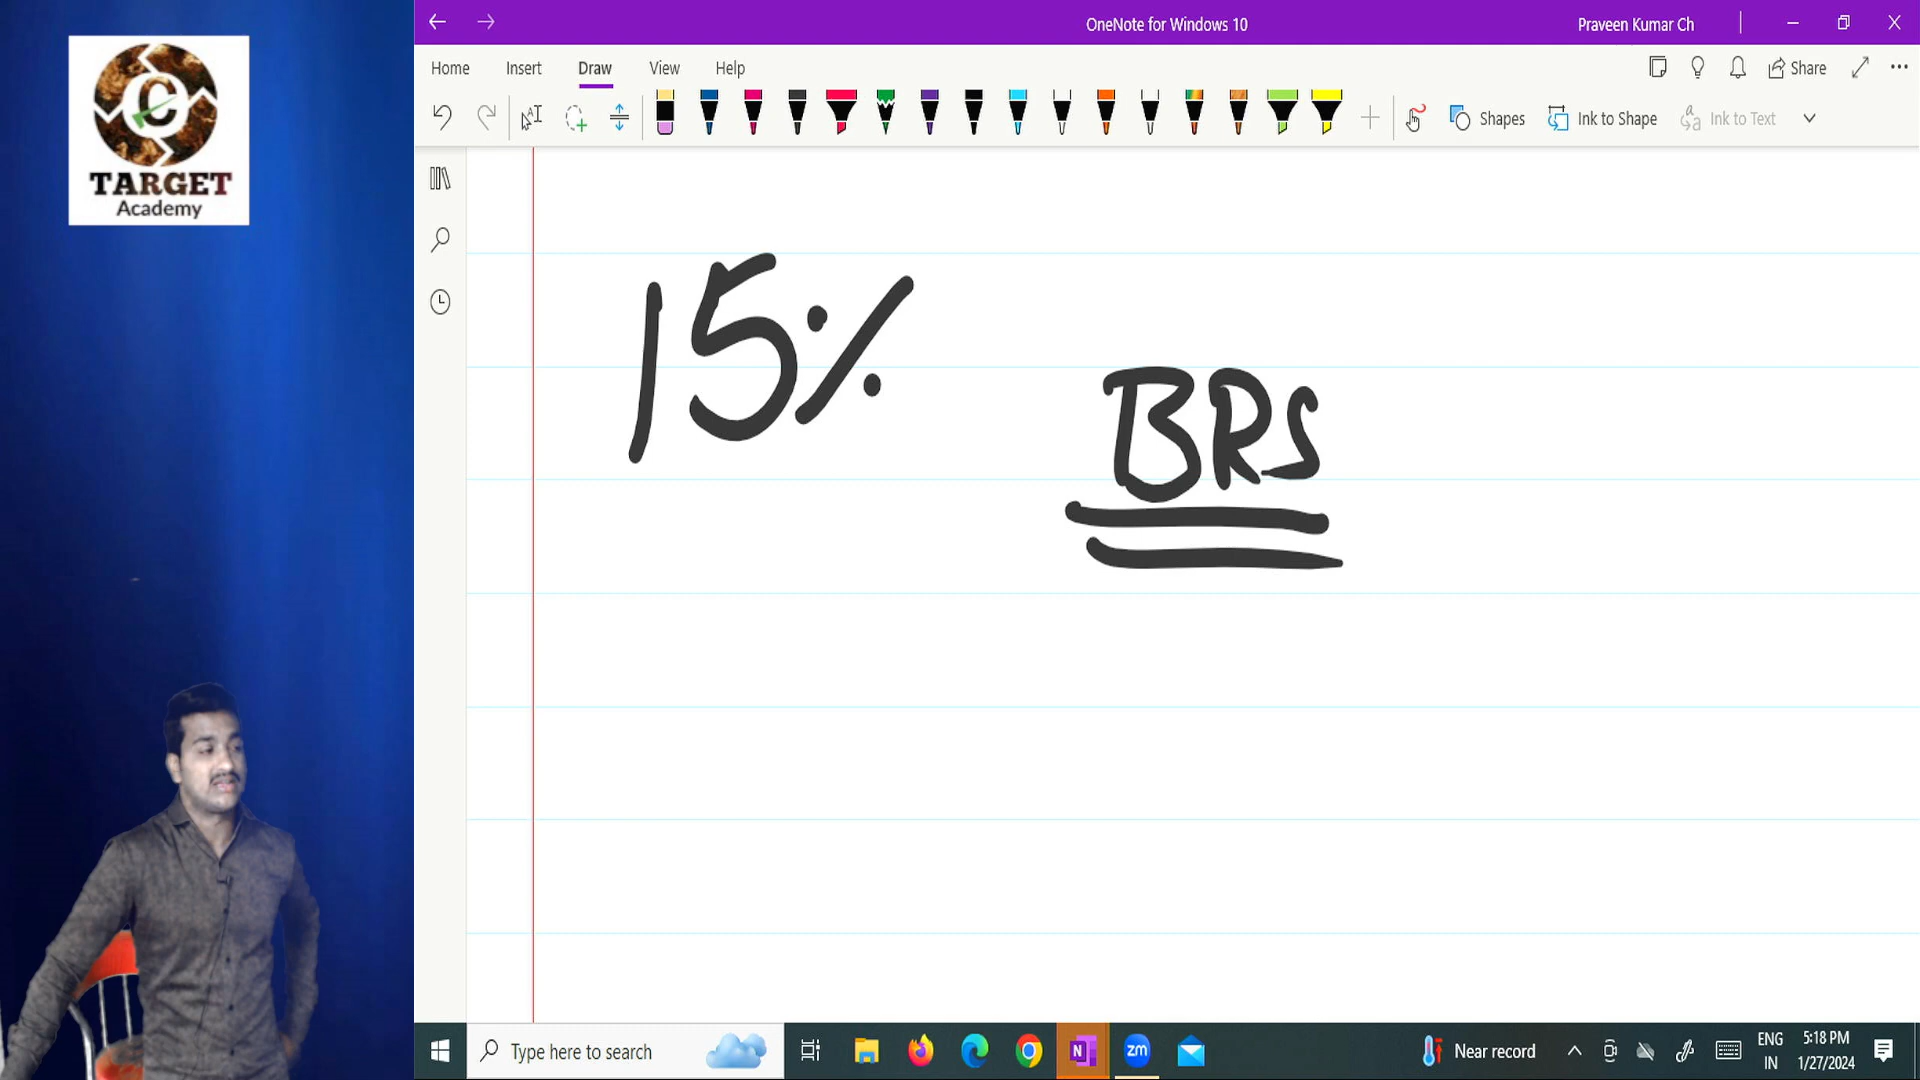 OneNote for Windows 10
Praveen Kumar Ch
TARGET
Academy
Home Insert Draw View Help
Share
Shapes
Ink to Shape
Ink to Text
15%
BRS
Type here to search
Near record
ENG
IN
5:18 PM
1/27/2024